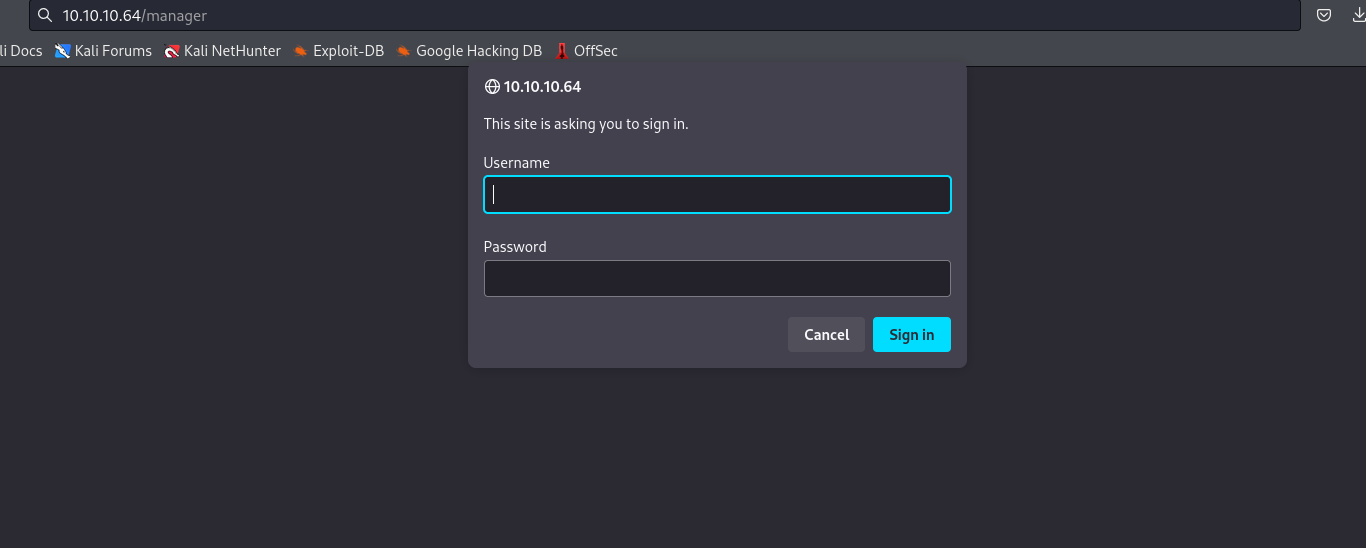 10.10.10.64/manager
li Docs Kali Forums Kali NetHunter Exploit-DB Google Hacking DB OffSec
10.10.10.64
This site is asking you to sign in.
Username
Password
Cancel Sign in